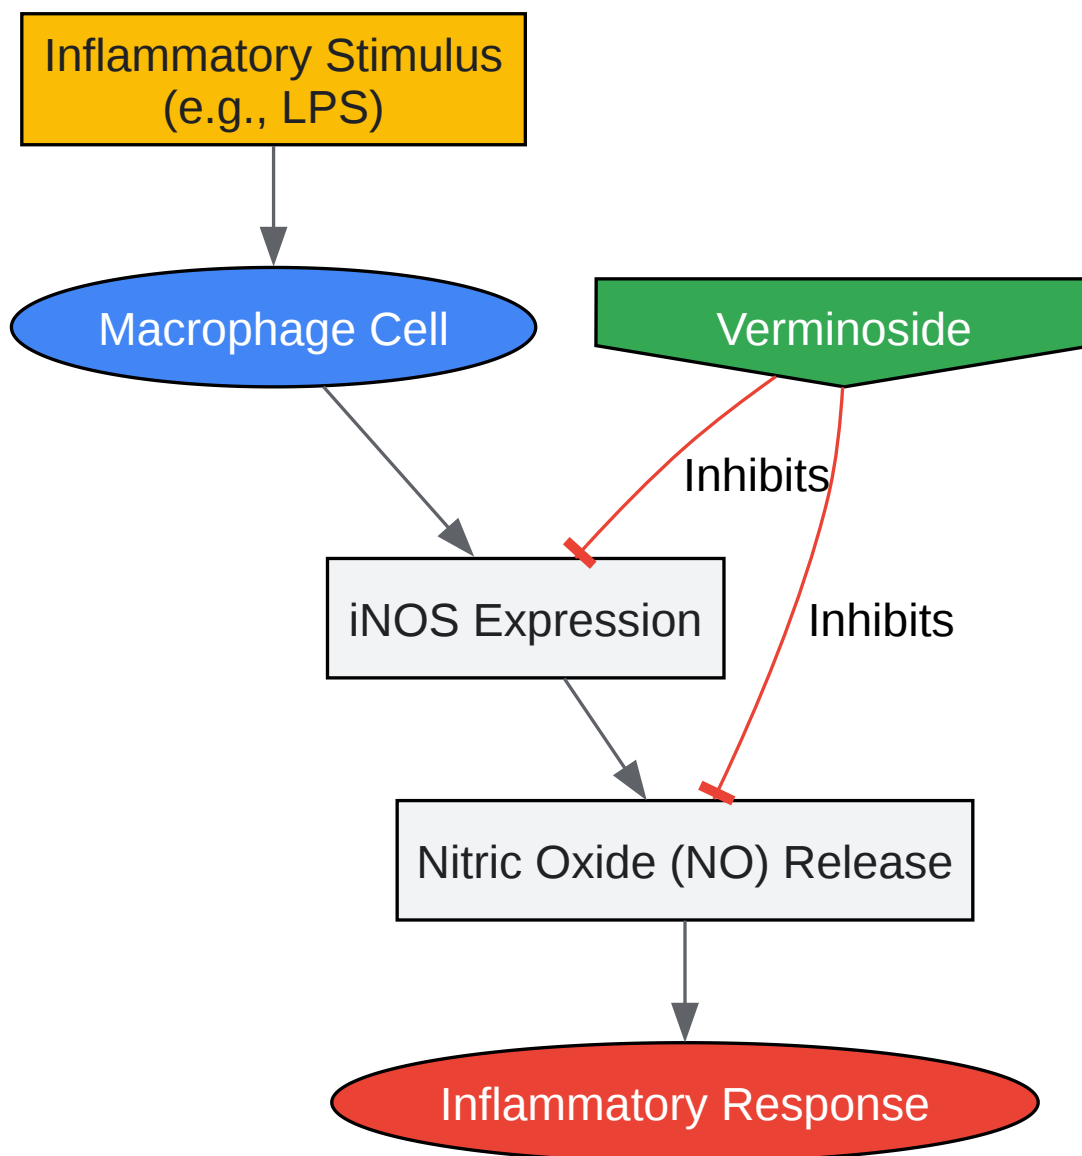 Inflammatory Stimulus
(e.g., LPS)
Macrophage Cell
Verminoside
Inhibits
iNOS Expression
Inhibits
Nitric Oxide (NO) Release
Inflammatory Response